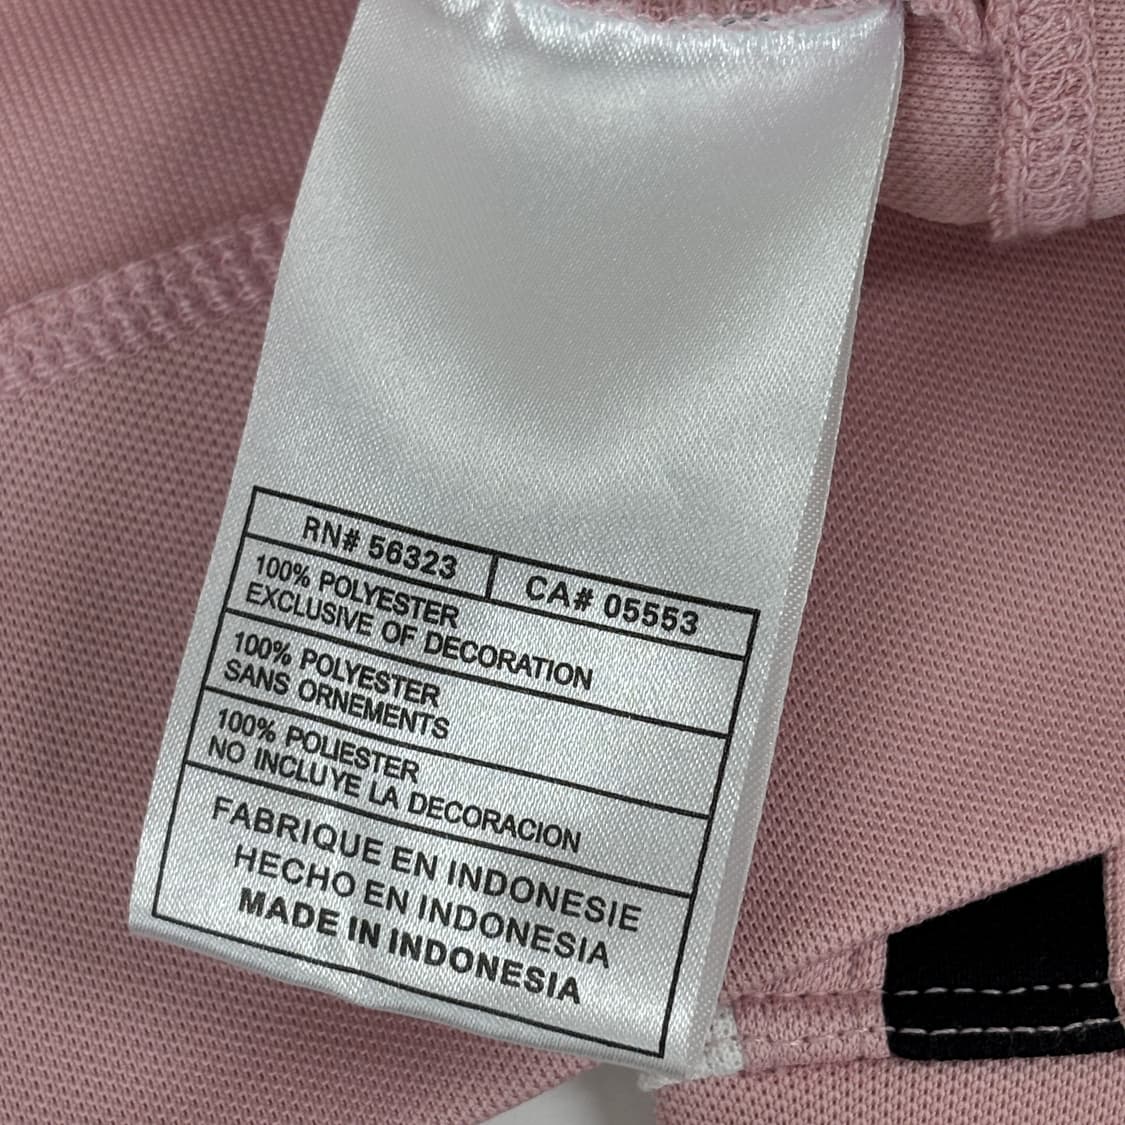 RN# 56323 CA# 05553
100% POLYESTER
EXCLUSIVE OF DECORATION
100% POLYESTER
SANS ORNEMENTS
100% POLIESTER
NO INCLUYE LA DECORACION
FABRIQUE EN INDONESIE
HECHO EN INDONESIA
MADE IN INDONESIA